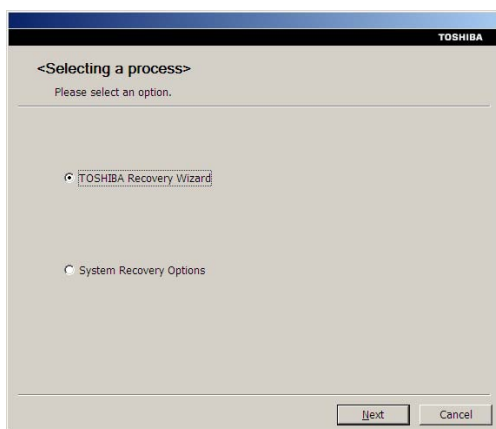 TOSHIBA
<Selecting a process>
Please select an option.
TOSHIBA Recovery Wizard
System Recovery Options
Next
Cancel